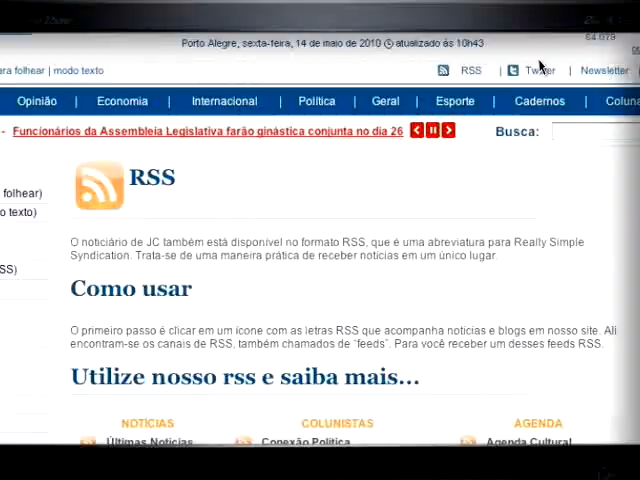 Porto Alegre, sexta-feira, 14 de maio de 2010 atualizado às 10h43
ara folhear | modo texto
RSS | Twitter | Newsletter
Opinião | Economia | Internacional | Política | Geral | Esporte | Cadernos | Coluna
- Funcionários da Assembleia Legislativa farão ginástica conjunta no dia 26
Busca:
folhear)
o texto)
SS)
RSS
O noticiário de JC também está disponível no formato RSS, que é uma abreviatura para Really Simple
Syndication. Trata-se de uma maneira prática de receber notícias em um único lugar.
Como usar
O primeiro passo é clicar em um ícone com as letras RSS que acompanha notícias e blogs em nosso site. Ali
encontram-se os canais de RSS, também chamados de "feeds". Para você receber um desses feeds RSS.
Utilize nosso rss e saiba mais...
NOTÍCIAS COLUNISTAS AGENDA
Últimas Notícias Conexão Política Agenda Cultural